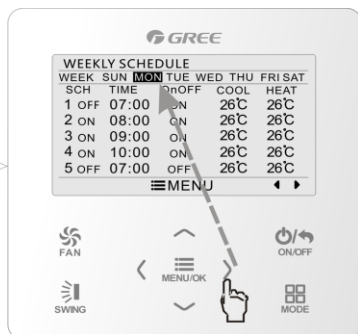 GREE
WEEKLY SCHEDULE
WEEK SUN MON TUE WED THU FRI SAT
SCH TIME OnOFF COOL HEAT
1 OFF 07:00 ON 26℃ 26℃
2 ON 08:00 ON 26℃ 26℃
3 ON 09:00 ON 26℃ 26℃
4 ON 10:00 ON 26℃ 26℃
5 OFF 07:00 OFF 26℃ 26℃
MENU
FAN
MENU/OK
ON/OFF
SWING
MODE